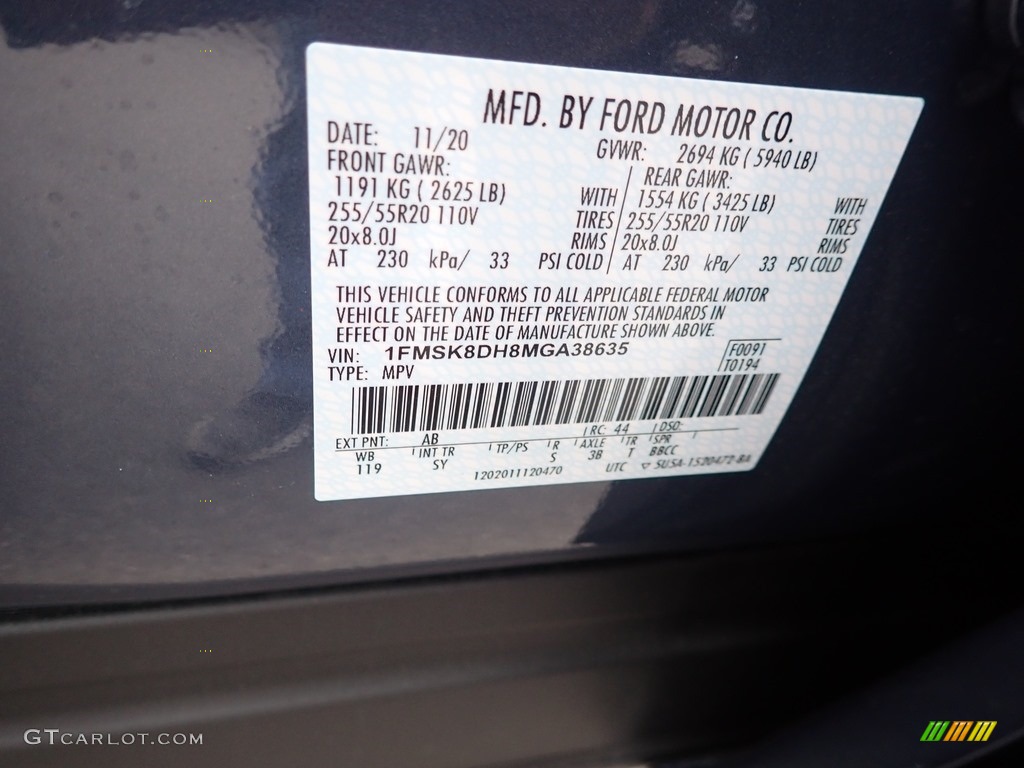 MFD. BY FORD MOTOR CO.
DATE: 11/20 GVWR: 2694 KG ( 5940 LB)
FRONT GAWR: REAR GAWR:
1191 KG ( 2625 LB) WITH 1554 KG ( 3425 LB) WITH
255/55R20 110V TIRES 255/55R20 110V TIRES
20x8.0J RIMS 20x8.0J RIMS
AT 230 kPa/ 33 PSI COLD AT 230 kPa/ 33 PSI COLD
THIS VEHICLE CONFORMS TO ALL APPLICABLE FEDERAL MOTOR
VEHICLE SAFETY AND THEFT PREVENTION STANDARDS IN
EFFECT ON THE DATE OF MANUFACTURE SHOWN ABOVE.
VIN: 1FMSK8DH8MGA38635 F0091
TYPE: MPV T0194
EXT PNT: AB RC: 44 DSO:
WB INT TR TP/PS R AXLE TR SPR
119 SY S 3B T BBCC
1202011120470 UTC ▽ SU5A-1520472-BA
GTCARLOT.COM